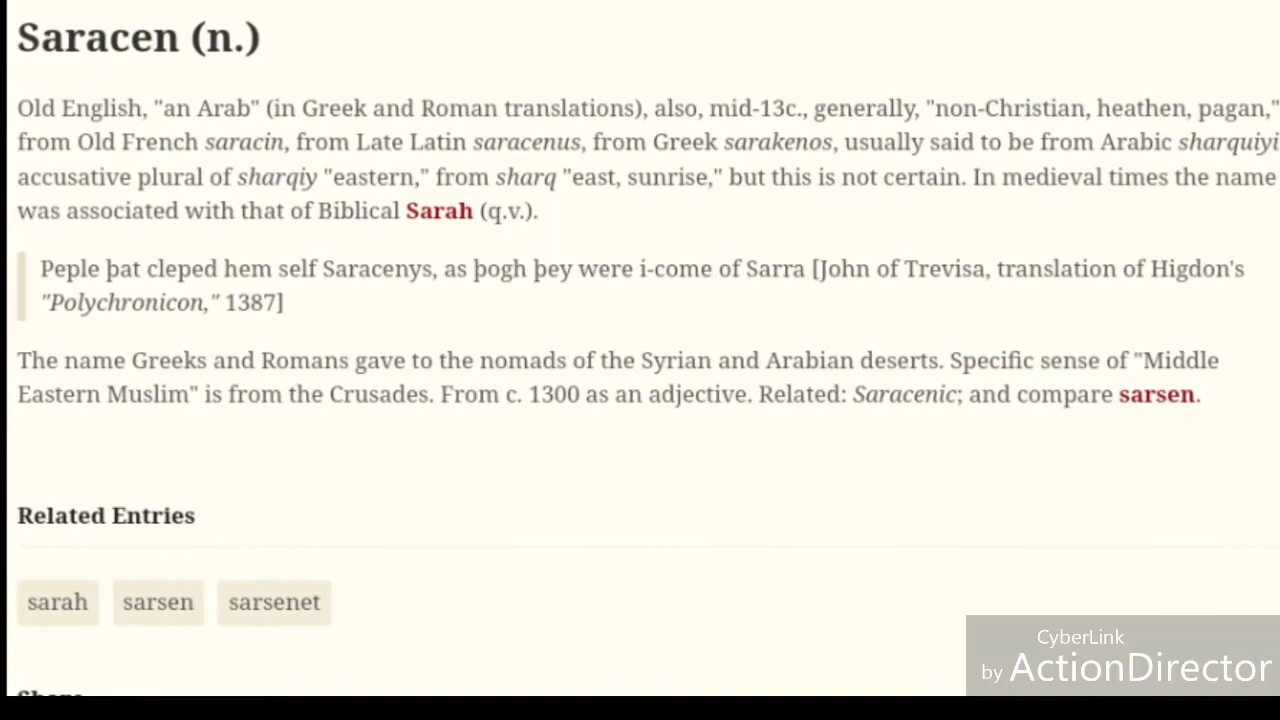 Saracen (n.)
Old English, "an Arab" (in Greek and Roman translations), also, mid-13c., generally, "non-Christian, heathen, pagan,"
from Old French saracin, from Late Latin saracenus, from Greek sarakenos, usually said to be from Arabic sharquiyi
accusative plural of sharqiy "eastern," from sharq "east, sunrise," but this is not certain. In medieval times the name
was associated with that of Biblical Sarah (q.v.).
Peple þat cleped hem self Saracenys, as þogh þey were i-come of Sarra [John of Trevisa, translation of Higdon's
"Polychronicon," 1387]
The name Greeks and Romans gave to the nomads of the Syrian and Arabian deserts. Specific sense of "Middle
Eastern Muslim" is from the Crusades. From c. 1300 as an adjective. Related: Saracenic; and compare sarsen.
Related Entries
sarah sarsen sarsenet
CyberLink
by ActionDirector